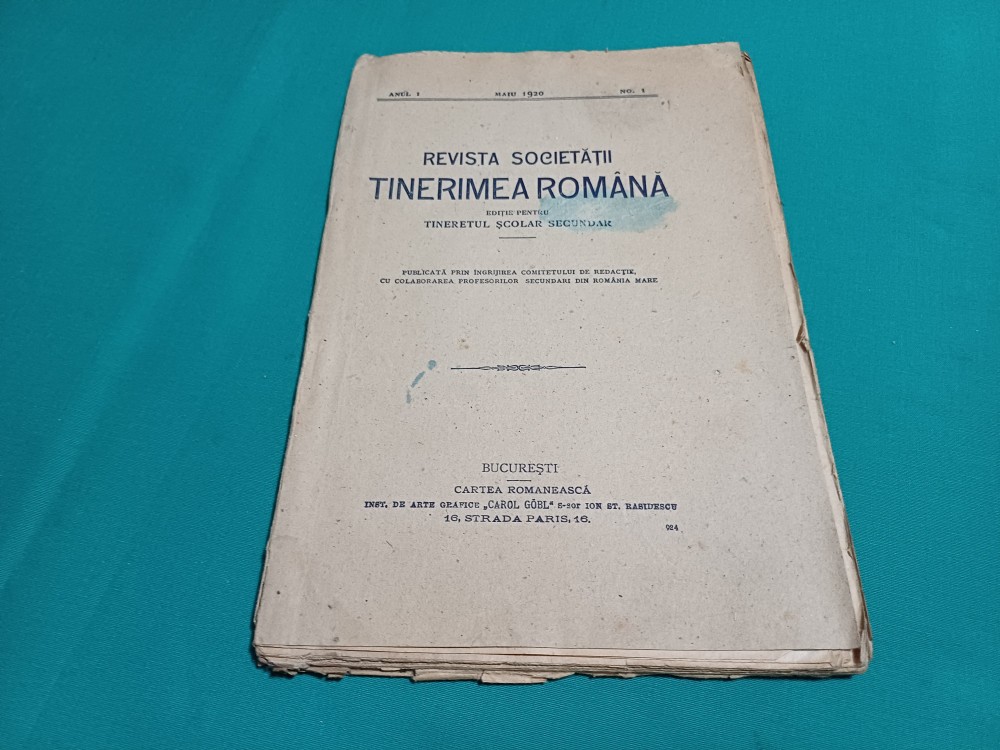 ANUL 1 MAIU 1920 NO. 1
REVISTA SOCIETĂȚII
TINERIMEA ROMÂNĂ
EDIȚIE PENTRU
TINERETUL ȘCOLAR SECUNDAR
PUBLICATĂ PRIN ÎNGRIJIREA COMITETULUI DE REDACȚIE,
CU COLABORAREA PROFESORILOR SECUNDARI DIN ROMÂNIA MARE
BUCUREȘTI
CARTEA ROMANEASCĂ
INST. DE ARTE GRAFICE „CAROL GÖBL“ S-sor ION ST. RASIDESCU
16, STRADA PARIS, 16.
924